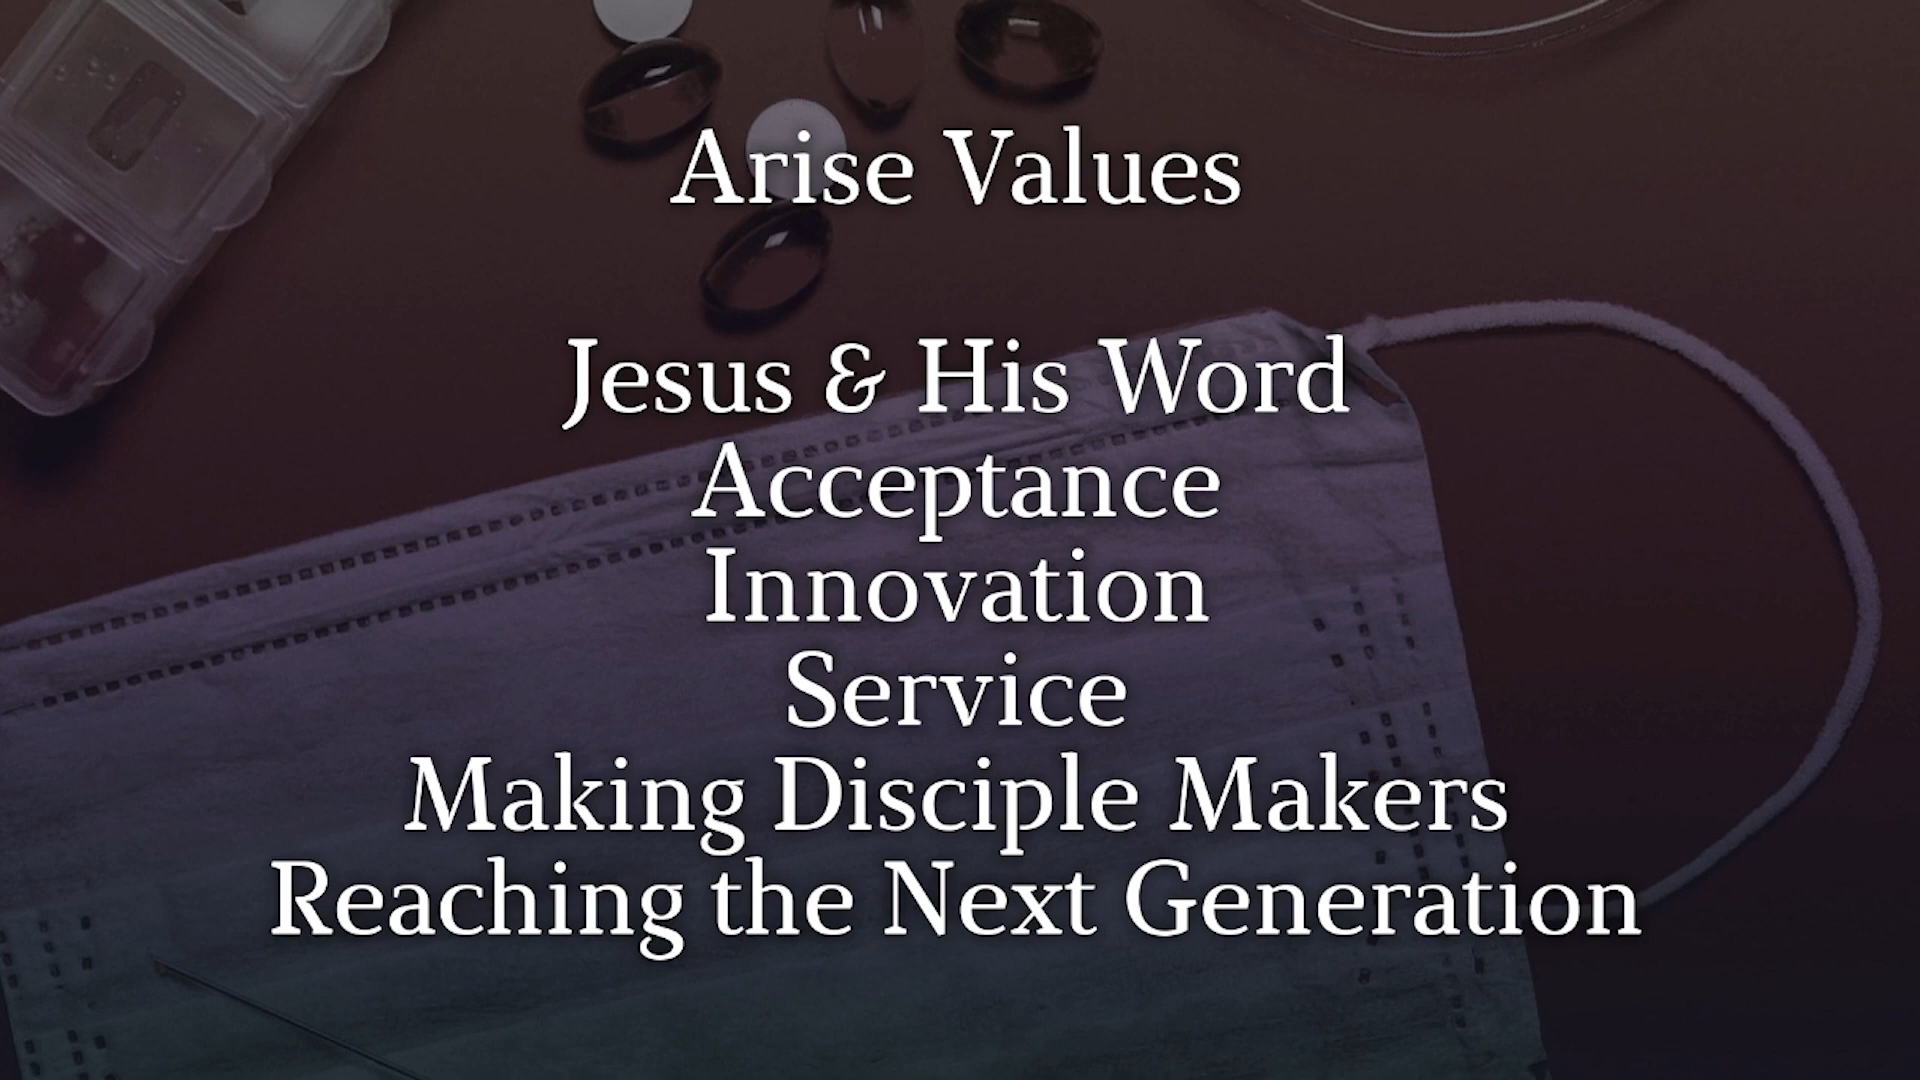 Arise Values
Jesus & His Word
Acceptance
Innovation
Service
Making Disciple Makers
Reaching the Next Generation